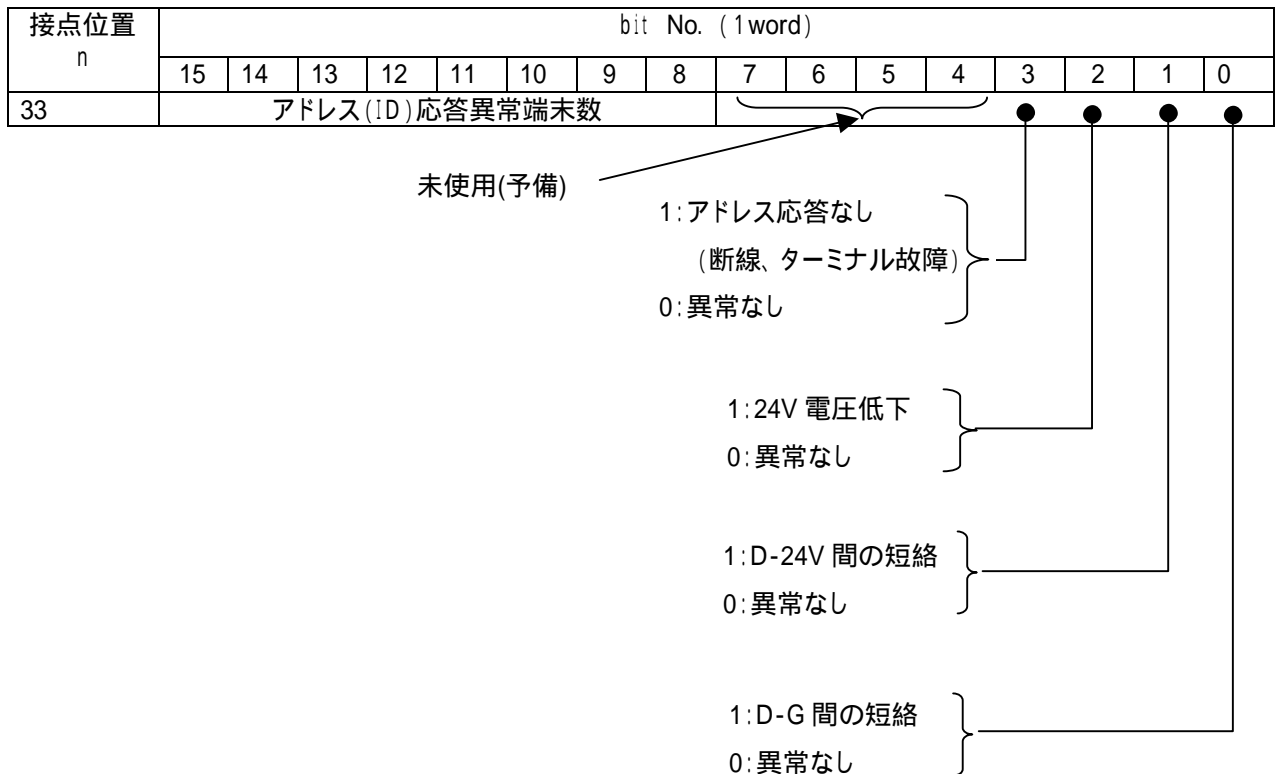 接点位置 bit No. (1word)
n
15 14 13 12 11 10 9 8 7 6 5 4 3 2 1 0
33 アドレス(ID)応答異常端末数
未使用(予備)
1:アドレス応答なし
(断線、ターミナル故障)
0:異常なし
1:24V 電圧低下
0:異常なし
1:D-24V 間の短絡
0:異常なし
1:D-G 間の短絡
0:異常なし